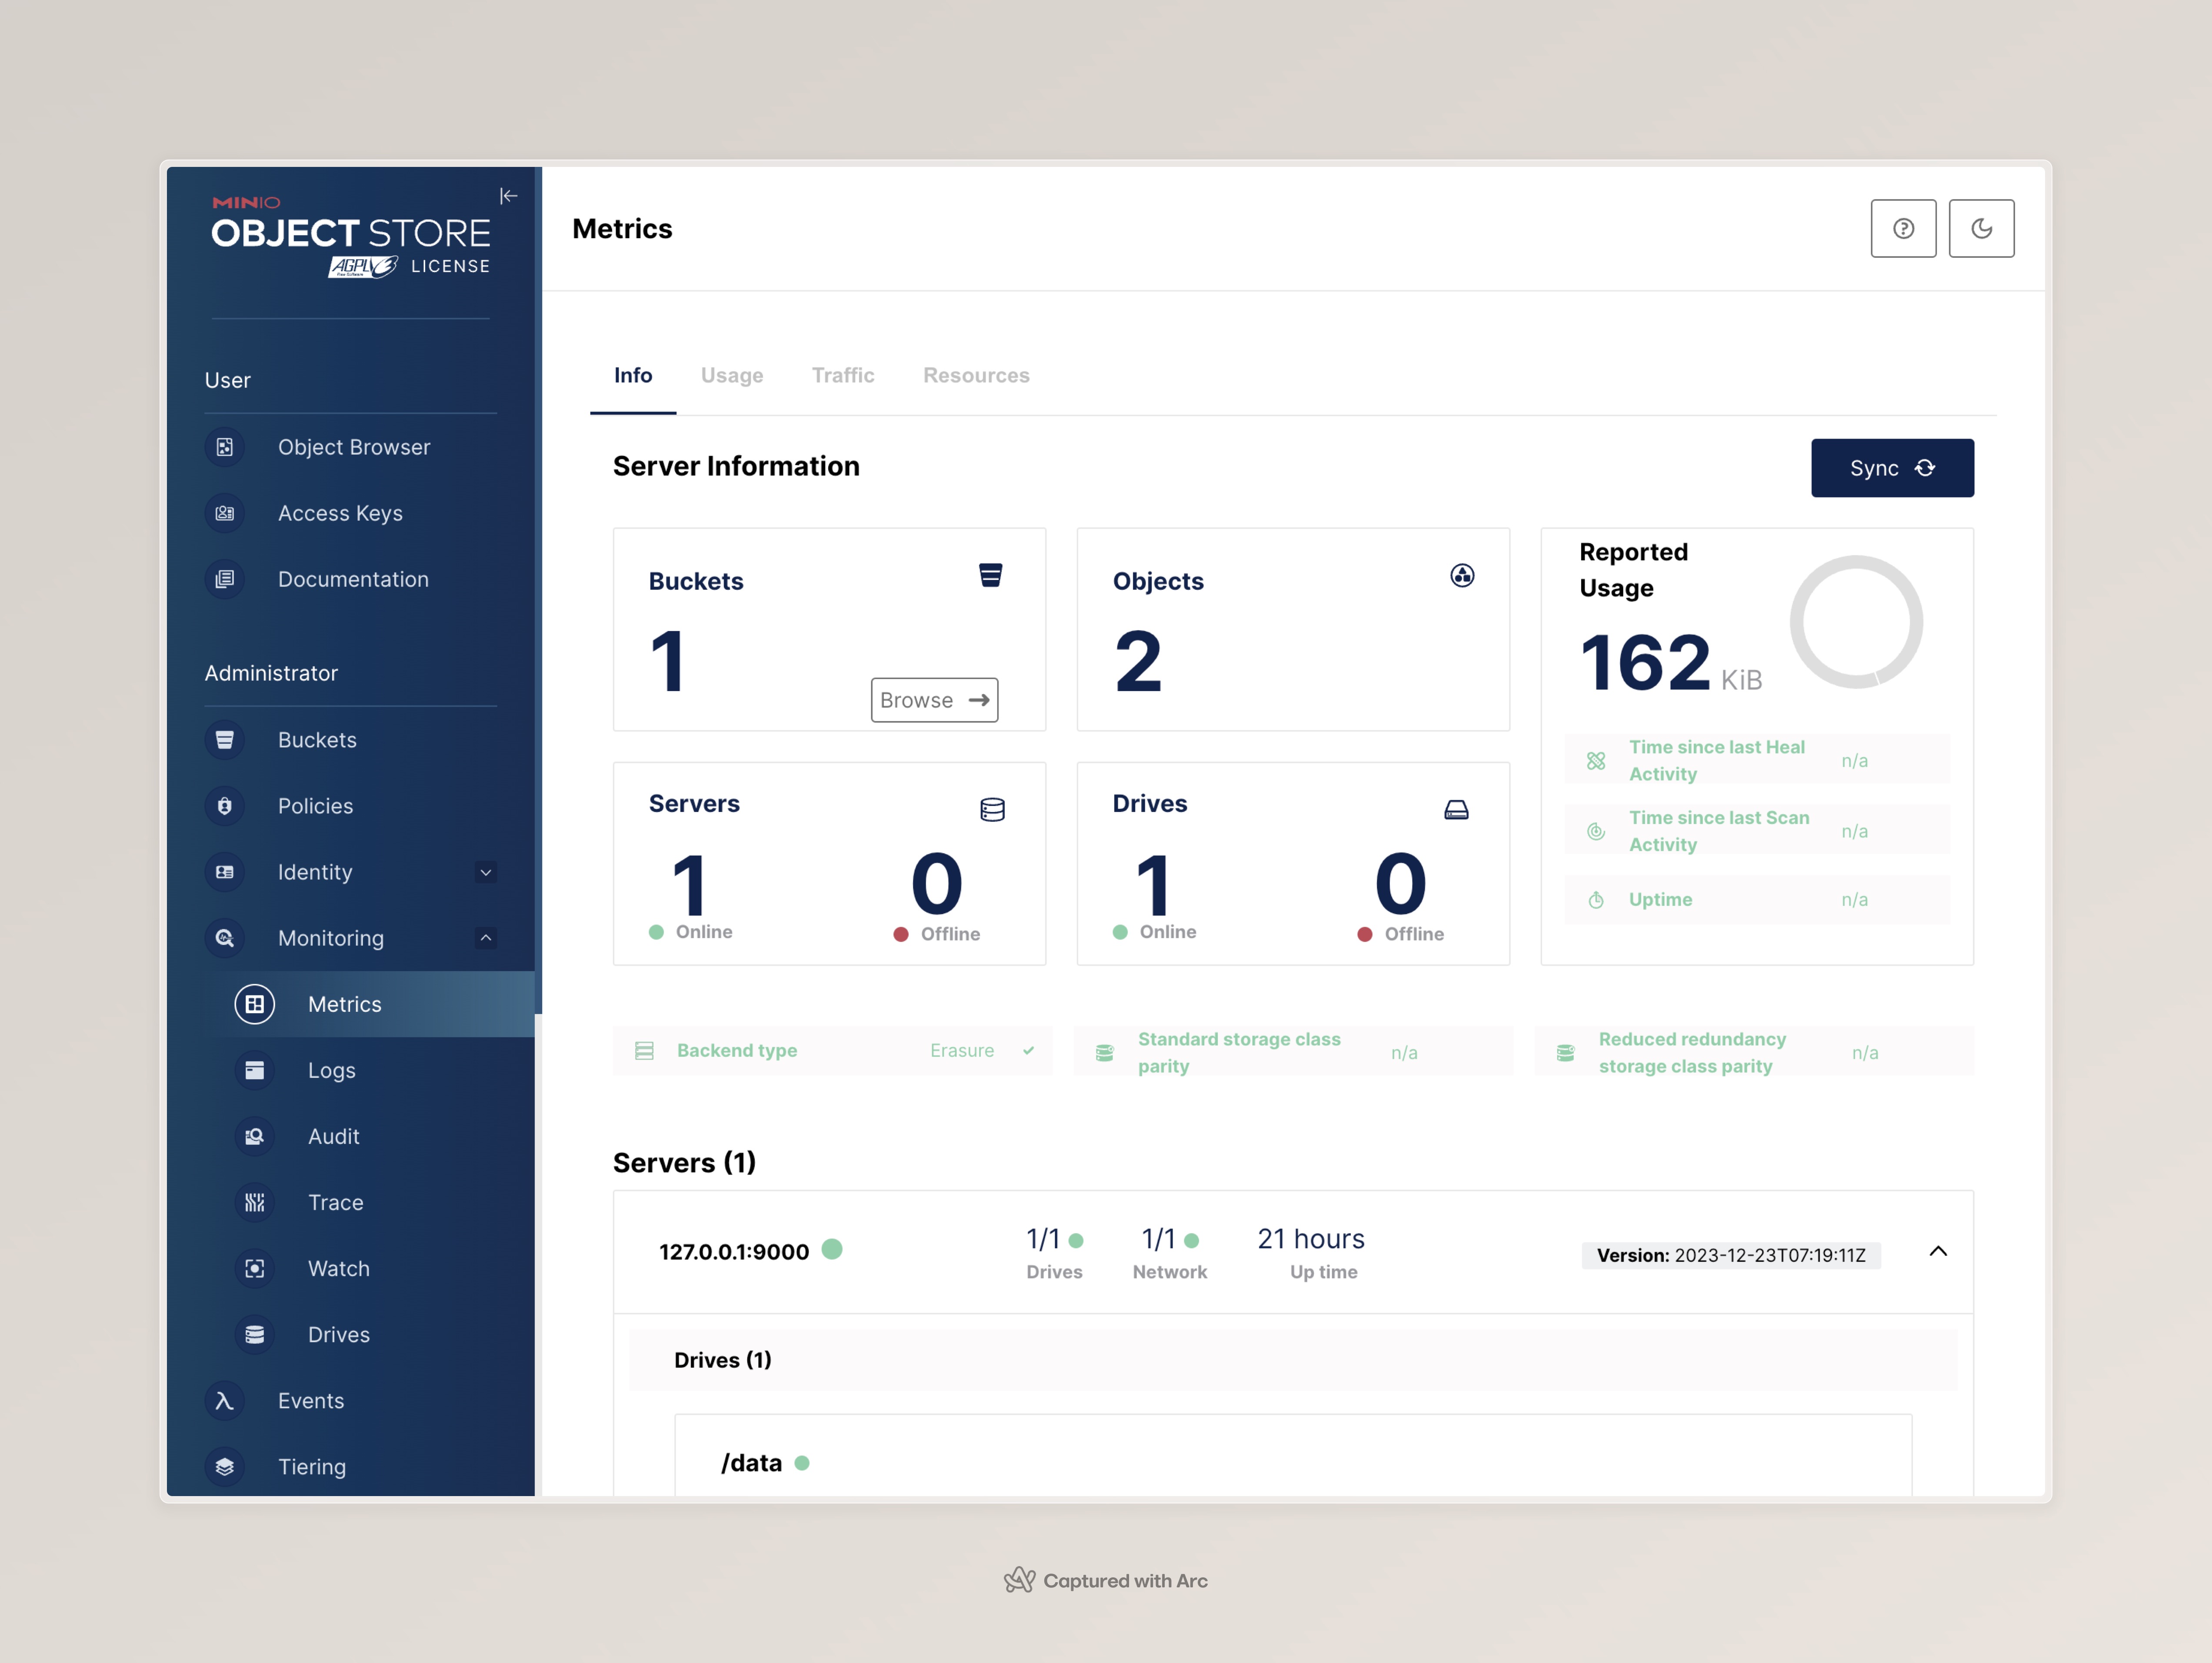 MINIO
OBJECT STORE
AGPLV3 LICENSE
User
Object Browser
Access Keys
Documentation
Administrator
Buckets
Policies
Identity
Monitoring
Metrics
Logs
Audit
Trace
Watch
Drives
Events
Tiering
Metrics
Info Usage Traffic Resources
Server Information
Sync
Buckets
1
Browse
Objects
2
Reported
Usage
162 KiB
Time since last Heal
Activity
n/a
Time since last Scan
Activity
n/a
Uptime n/a
Servers
1 0
Online Offline
Drives
1 0
Online Offline
Backend type Erasure
Standard storage class
parity
n/a
Reduced redundancy
storage class parity
n/a
Servers (1)
127.0.0.1:9000
1/1
Drives
1/1
Network
21 hours
Up time
Version: 2023-12-23T07:19:11Z
Drives (1)
/data
Captured with Arc